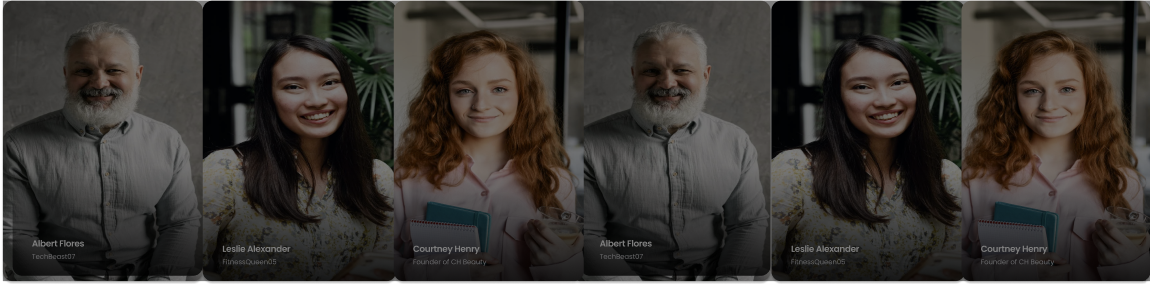 Albert Flores
TechBeast07
Leslie Alexander
FitnessQueen05
Courtney Henry
Founder of CH Beauty
Albert Flores
TechBeast07
Leslie Alexander
FitnessQueen05
Courtney Henry
Founder of CH Beauty